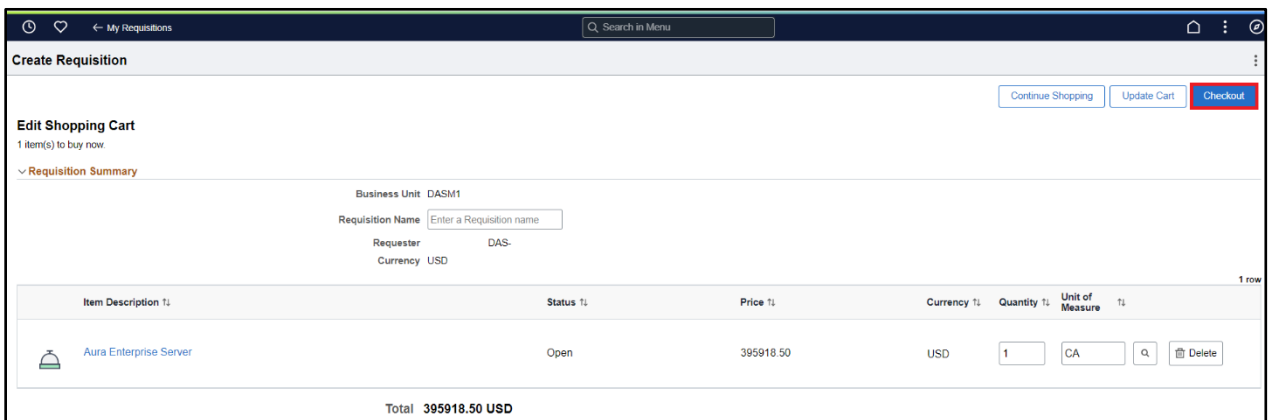 My Requisitions
Search in Menu
Create Requisition
Continue Shopping
Update Cart
Checkout
Edit Shopping Cart
1 item(s) to buy now.
Requisition Summary
Business Unit DASM1
Requisition Name Enter a Requisition name
Requester DAS-
Currency USD
1 row
Item Description Status Price Currency Quantity Unit of Measure
Aura Enterprise Server Open 395918.50 USD 1 CA Delete
Total 395918.50 USD